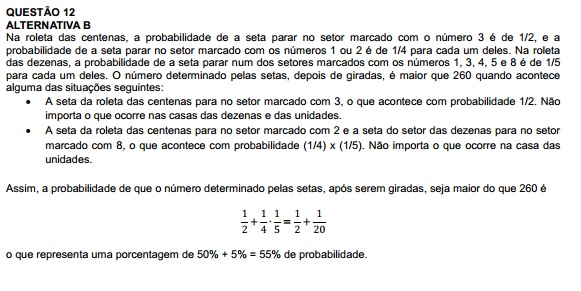 QUESTÃO 12
ALTERNATIVA B
Na roleta das centenas, a probabilidade de a seta parar no setor marcado com o número 3 é de 1/2, e a
probabilidade de a seta parar no setor marcado com os números 1 ou 2 é de 1/4 para cada um deles. Na roleta
das dezenas, a probabilidade de a seta parar num dos setores marcados com os números 1, 3, 4, 5 e 8 é de 1/5
para cada um deles. O número determinado pelas setas, depois de giradas, é maior que 260 quando acontece
alguma das situações seguintes:
• A seta da roleta das centenas para no setor marcado com 3, o que acontece com probabilidade 1/2. Não
importa o que ocorre nas casas das dezenas e das unidades.
• A seta da roleta das centenas para no setor marcado com 2 e a seta do setor das dezenas para no setor
marcado com 8, o que acontece com probabilidade (1/4) x (1/5). Não importa o que ocorre na casa das
unidades.
Assim, a probabilidade de que o número determinado pelas setas, após serem giradas, seja maior do que 260 é
1/2 + 1/4 · 1/5 = 1/2 + 1/20
o que representa uma porcentagem de 50% + 5% = 55% de probabilidade.